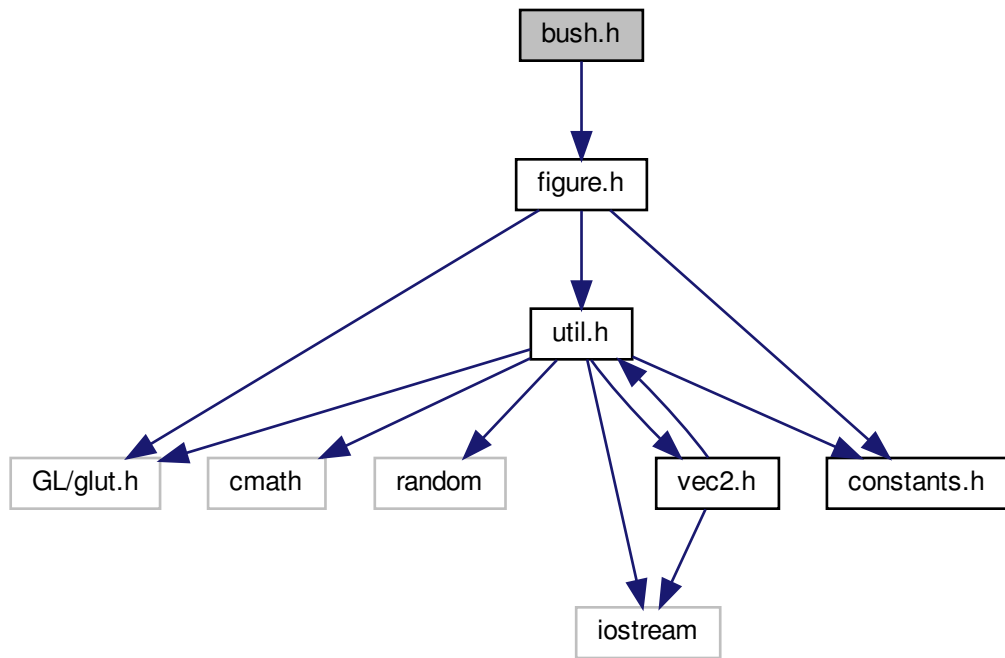 bush.h
figure.h
util.h
GL/glut.h
cmath
random
vec2.h
constants.h
iostream